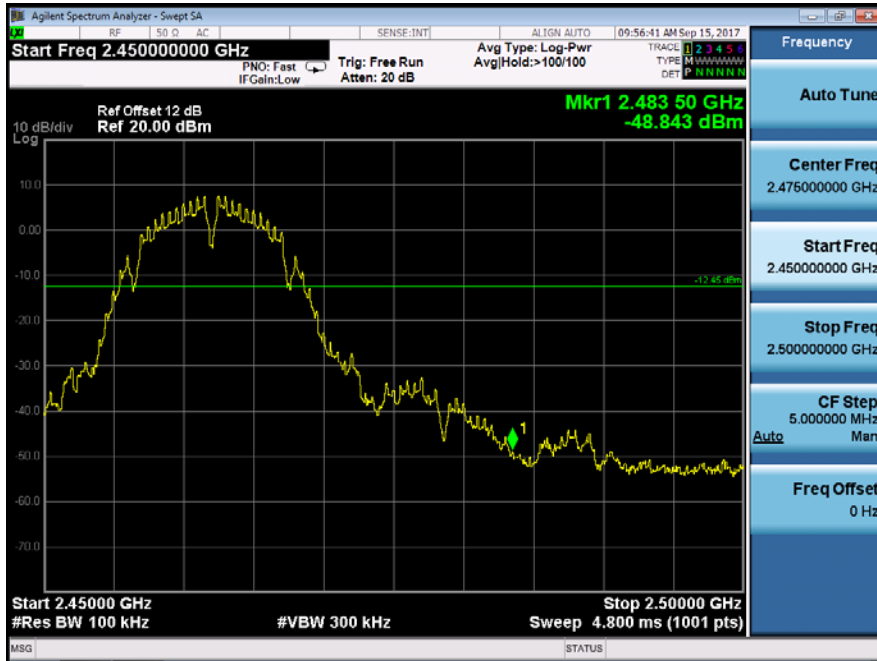 Agilent Spectrum Analyzer - Swept SA
LXI RF 50 Ω AC SENSE:INT ALIGN AUTO 09:56:41 AM Sep 15, 2017
Start Freq 2.450000000 GHz
PNO: Fast
IFGain:Low
Trig: Free Run
Atten: 20 dB
Avg Type: Log-Pwr
Avg|Hold:>100/100
TRACE 1 2 3 4 5 6
TYPE M WWWWW
DET P N N N N N
Mkr1 2.483 50 GHz
-48.843 dBm
Ref Offset 12 dB
10 dB/div Ref 20.00 dBm
Log
10.0
0.00
-10.0
-12.45 dBm
-20.0
-30.0
-40.0
1
-50.0
-60.0
-70.0
Start 2.45000 GHz Stop 2.50000 GHz
#Res BW 100 kHz #VBW 300 kHz Sweep 4.800 ms (1001 pts)
MSG STATUS
Frequency
Auto Tune
Center Freq
2.475000000 GHz
Start Freq
2.450000000 GHz
Stop Freq
2.500000000 GHz
CF Step
5.000000 MHz
Auto Man
Freq Offset
0 Hz